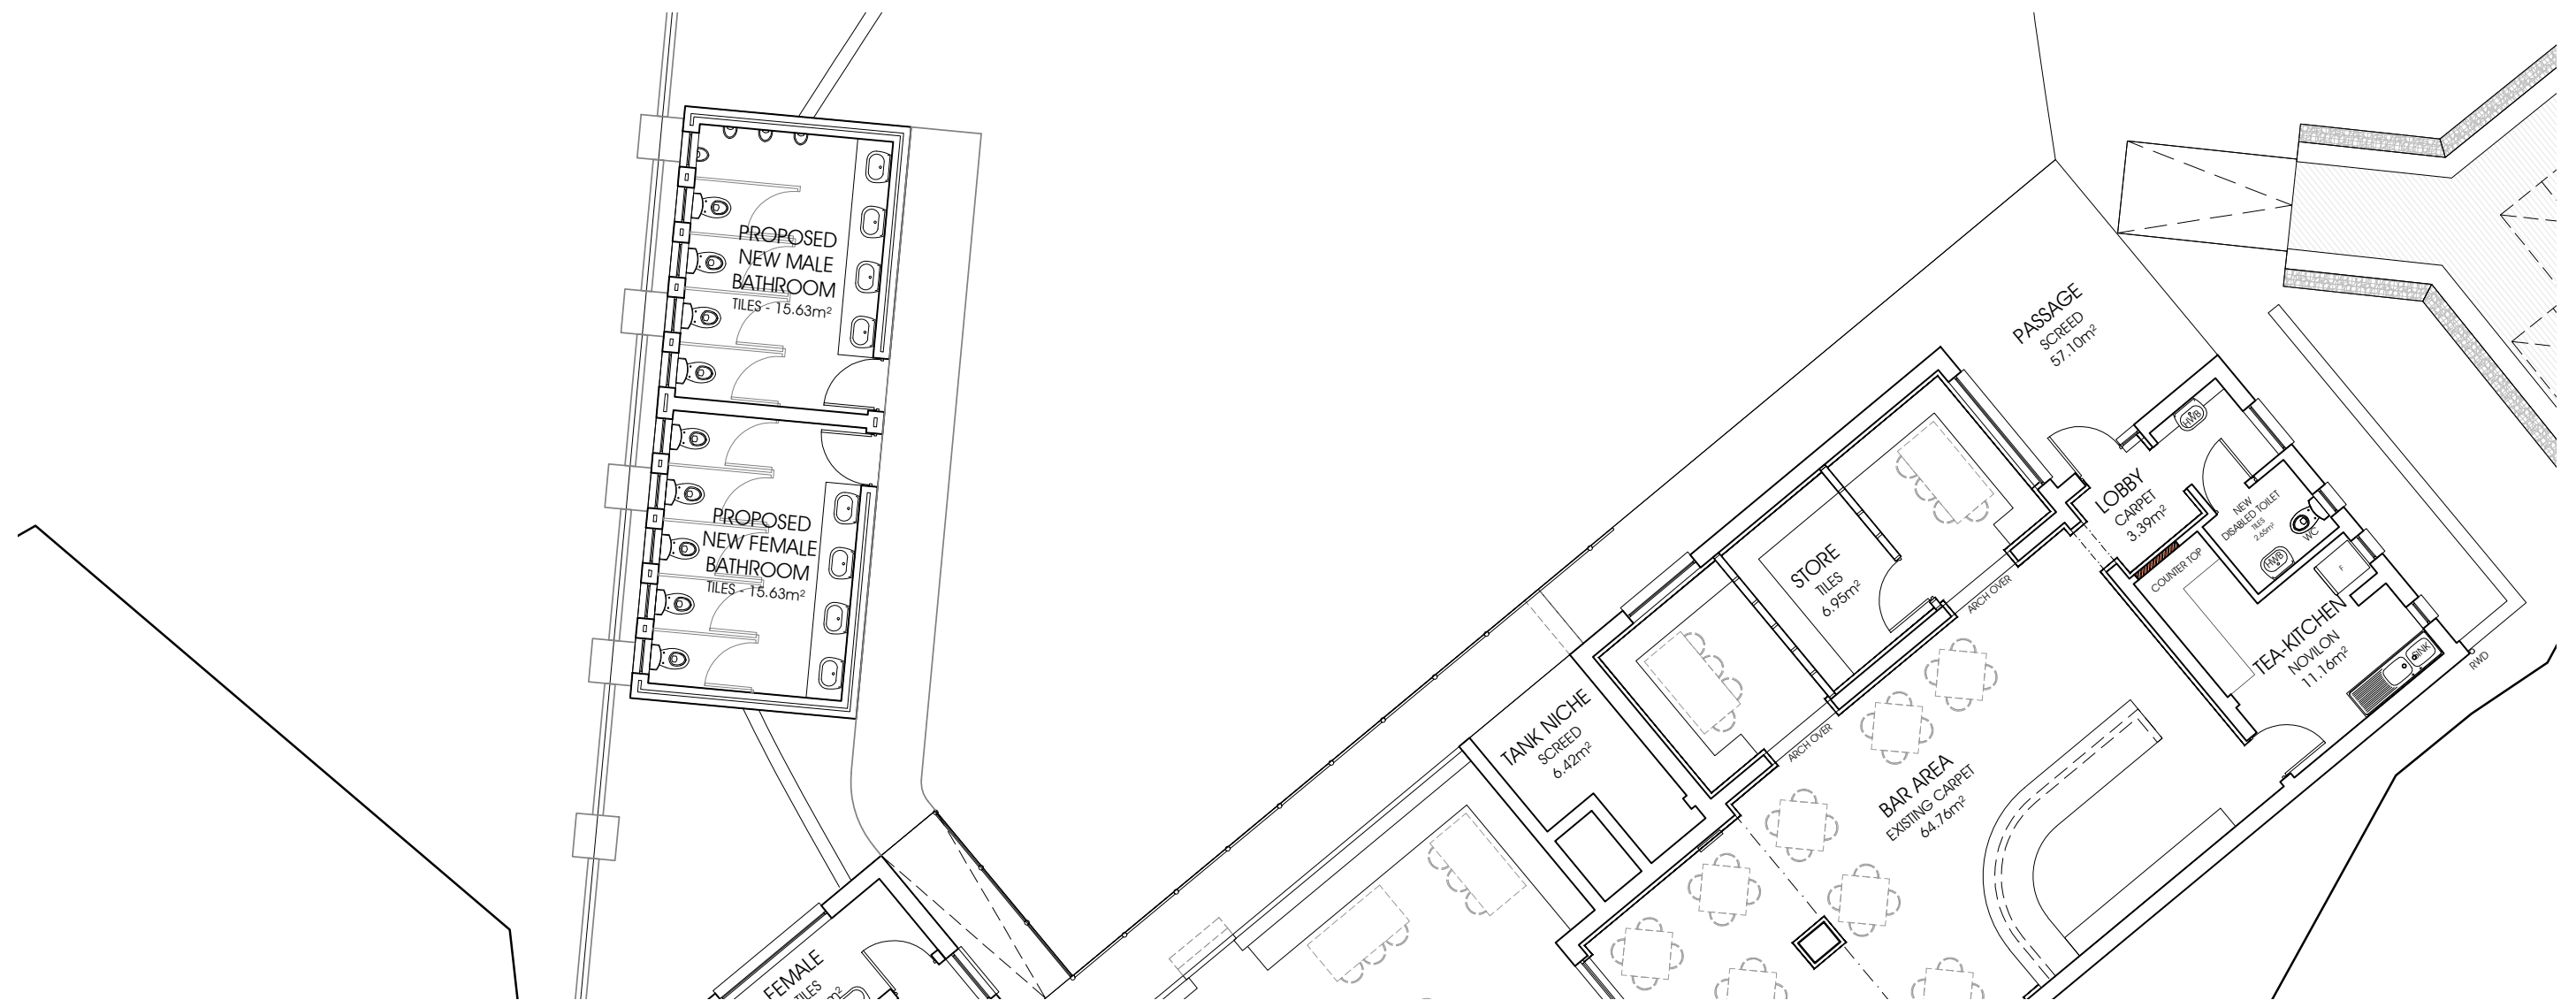 PROPOSED
NEW MALE
BATHROOM
TILES - 15.63m²
PROPOSED
NEW FEMALE
BATHROOM
TILES - 15.63m²
FEMALE
TILES
m²
PASSAGE
SCREED
57.10m²
HWB
LOBBY
CARPET
3.39m²
NEW
DISABLED TOILET
TILES
2.65m²
WC
HWB
COUNTER TOP
F
TEA-KITCHEN
NOVILON
11.16m²
SINK
RWD
STORE
TILES
6.95m²
ARCH OVER
ARCH OVER
TANK NICHE
SCREED
6.42m²
BAR AREA
EXISTING CARPET
64.76m²